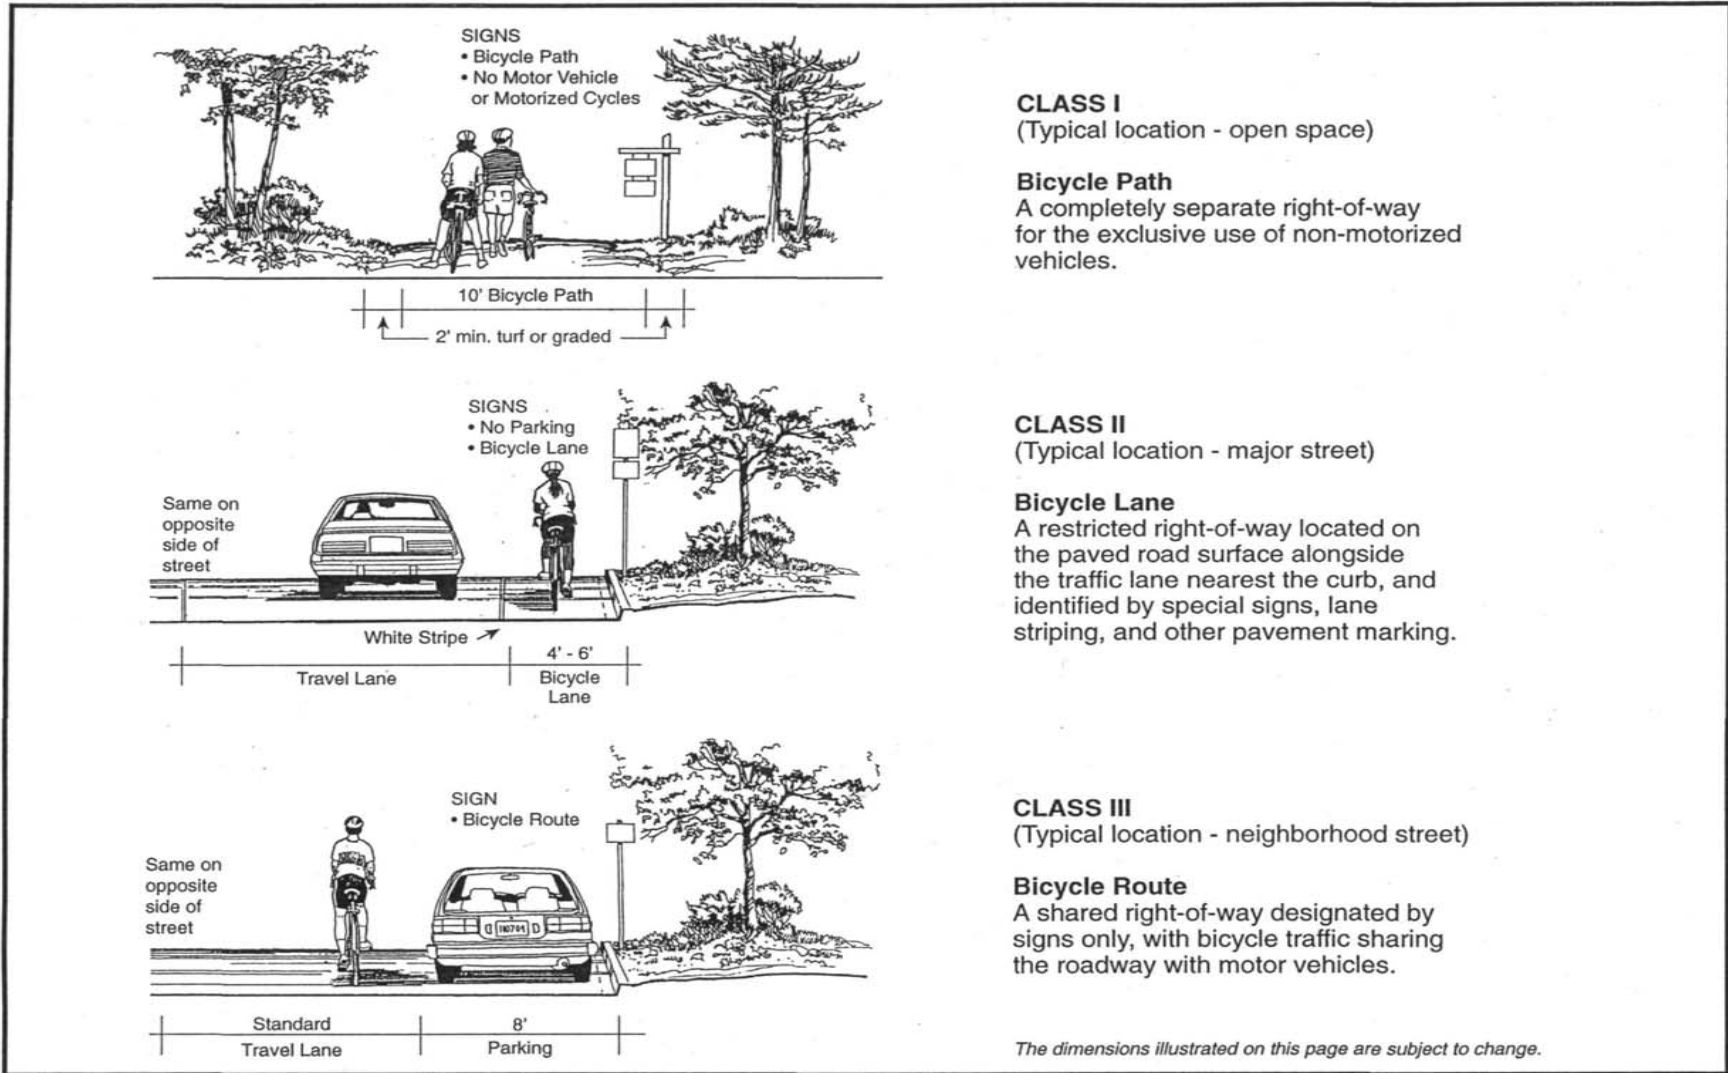 SIGNS
• Bicycle Path
• No Motor Vehicle
or Motorized Cycles
10' Bicycle Path
2' min. turf or graded
CLASS I
(Typical location - open space)
Bicycle Path
A completely separate right-of-way
for the exclusive use of non-motorized
vehicles.
SIGNS
• No Parking
• Bicycle Lane
Same on
opposite
side of
street
White Stripe
4' - 6'
Travel Lane
Bicycle
Lane
CLASS II
(Typical location - major street)
Bicycle Lane
A restricted right-of-way located on
the paved road surface alongside
the traffic lane nearest the curb, and
identified by special signs, lane
striping, and other pavement marking.
SIGN
• Bicycle Route
Same on
opposite
side of
street
Standard
Travel Lane
8'
Parking
CLASS III
(Typical location - neighborhood street)
Bicycle Route
A shared right-of-way designated by
signs only, with bicycle traffic sharing
the roadway with motor vehicles.
The dimensions illustrated on this page are subject to change.